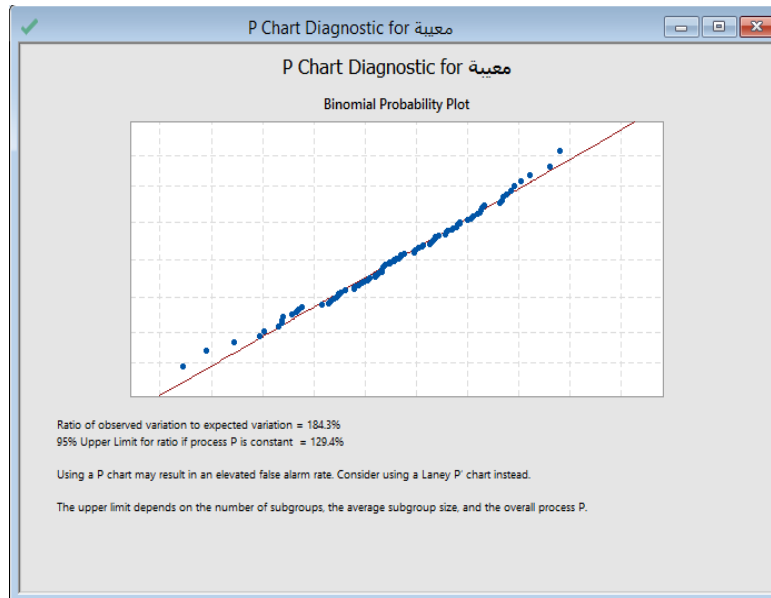 P Chart Diagnostic for معيبة
P Chart Diagnostic for معيبة
Binomial Probability Plot
Ratio of observed variation to expected variation = 184.3%
95% Upper Limit for ratio if process P is constant = 129.4%
Using a P chart may result in an elevated false alarm rate. Consider using a Laney P' chart instead.
The upper limit depends on the number of subgroups, the average subgroup size, and the overall process P.